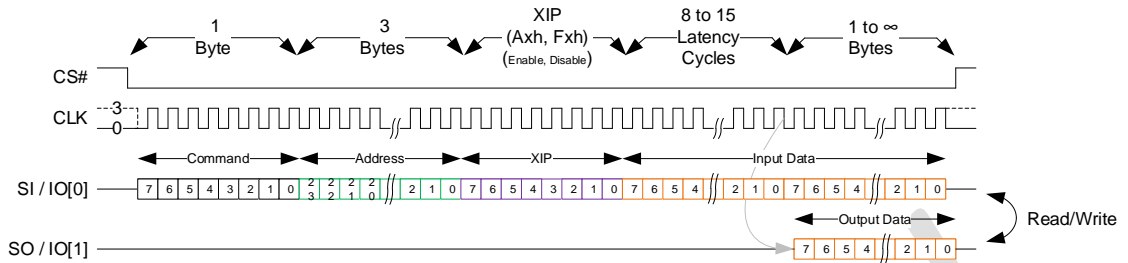 1 3 XIP 8 to 15 1 to ∞
Byte Bytes (Axh, Fxh) Latency Bytes
(Enable, Disable) Cycles
CS#
CLK 3
0
Command Address XIP Input Data
SI / IO[0] 7 6 5 4 3 2 1 0 23 22 21 20 2 1 0 7 6 5 4 3 2 1 0 7 6 5 4 2 1 0 7 6 5 4 2 1 0
Output Data Read/Write
SO / IO[1] 7 6 5 4 2 1 0